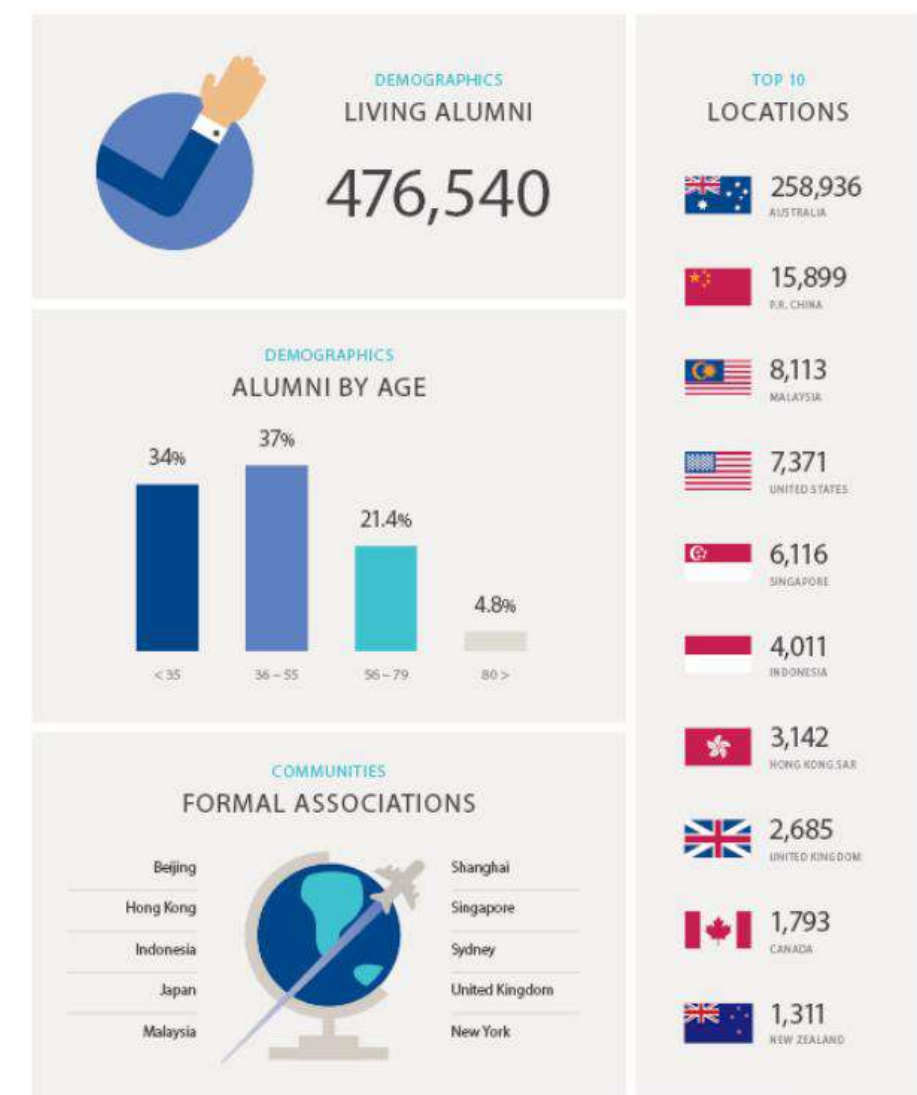 DEMOGRAPHICS
LIVING ALUMNI
476,540
DEMOGRAPHICS
ALUMNI BY AGE
34%
37%
21.4%
4.8%
< 35
36 – 55
56 – 79
80 >
COMMUNITIES
FORMAL ASSOCIATIONS
Beijing
Hong Kong
Indonesia
Japan
Malaysia
Shanghai
Singapore
Sydney
United Kingdom
New York
TOP 10
LOCATIONS
258,936
AUSTRALIA
15,899
P.R. CHINA
8,113
MALAYSIA
7,371
UNITED STATES
6,116
SINGAPORE
4,011
INDONESIA
3,142
HONG KONG SAR
2,685
UNITED KINGDOM
1,793
CANADA
1,311
NEW ZEALAND